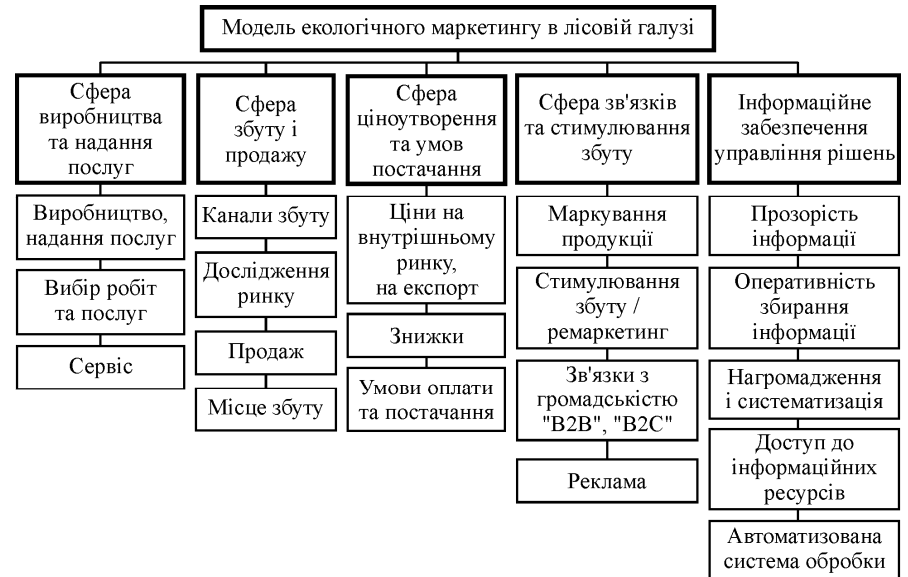 Модель екологічного маркетингу в лісовій галузі
Сфера
виробництва
та надання
послуг
Виробництво,
надання послуг
Вибір робіт
та послуг
Сервіс
Сфера
збуту і
продажу
Канали збуту
Дослідження
ринку
Продаж
Місце збуту
Сфера
ціноутворення
та умов
постачання
Ціни на
внутрішньому
ринку,
на експорт
Знижки
Умови оплати
та постачання
Сфера зв'язків
та стимулювання
збуту
Маркування
продукції
Стимулювання
збуту /
ремаркетинг
Зв'язки з
громадськістю
"B2B", "B2C"
Реклама
Інформаційне
забезпечення
управління рішень
Прозорість
інформації
Оперативність
збирання
інформації
Нагромадження
і систематизація
Доступ до
інформаційних
ресурсів
Автоматизована
система обробки